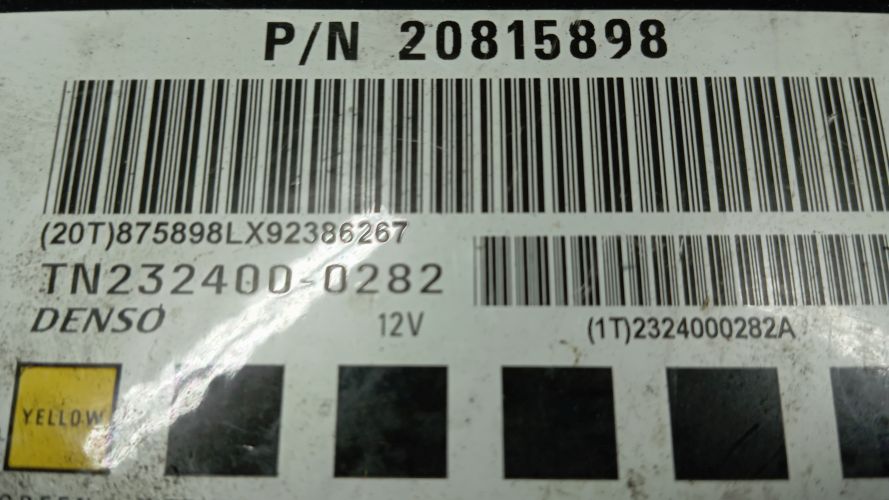 P/N 20815898
(20T)875898LX92386267
TN232400-0282
DENSO 12V
(1T)2324000282A
YELLOW